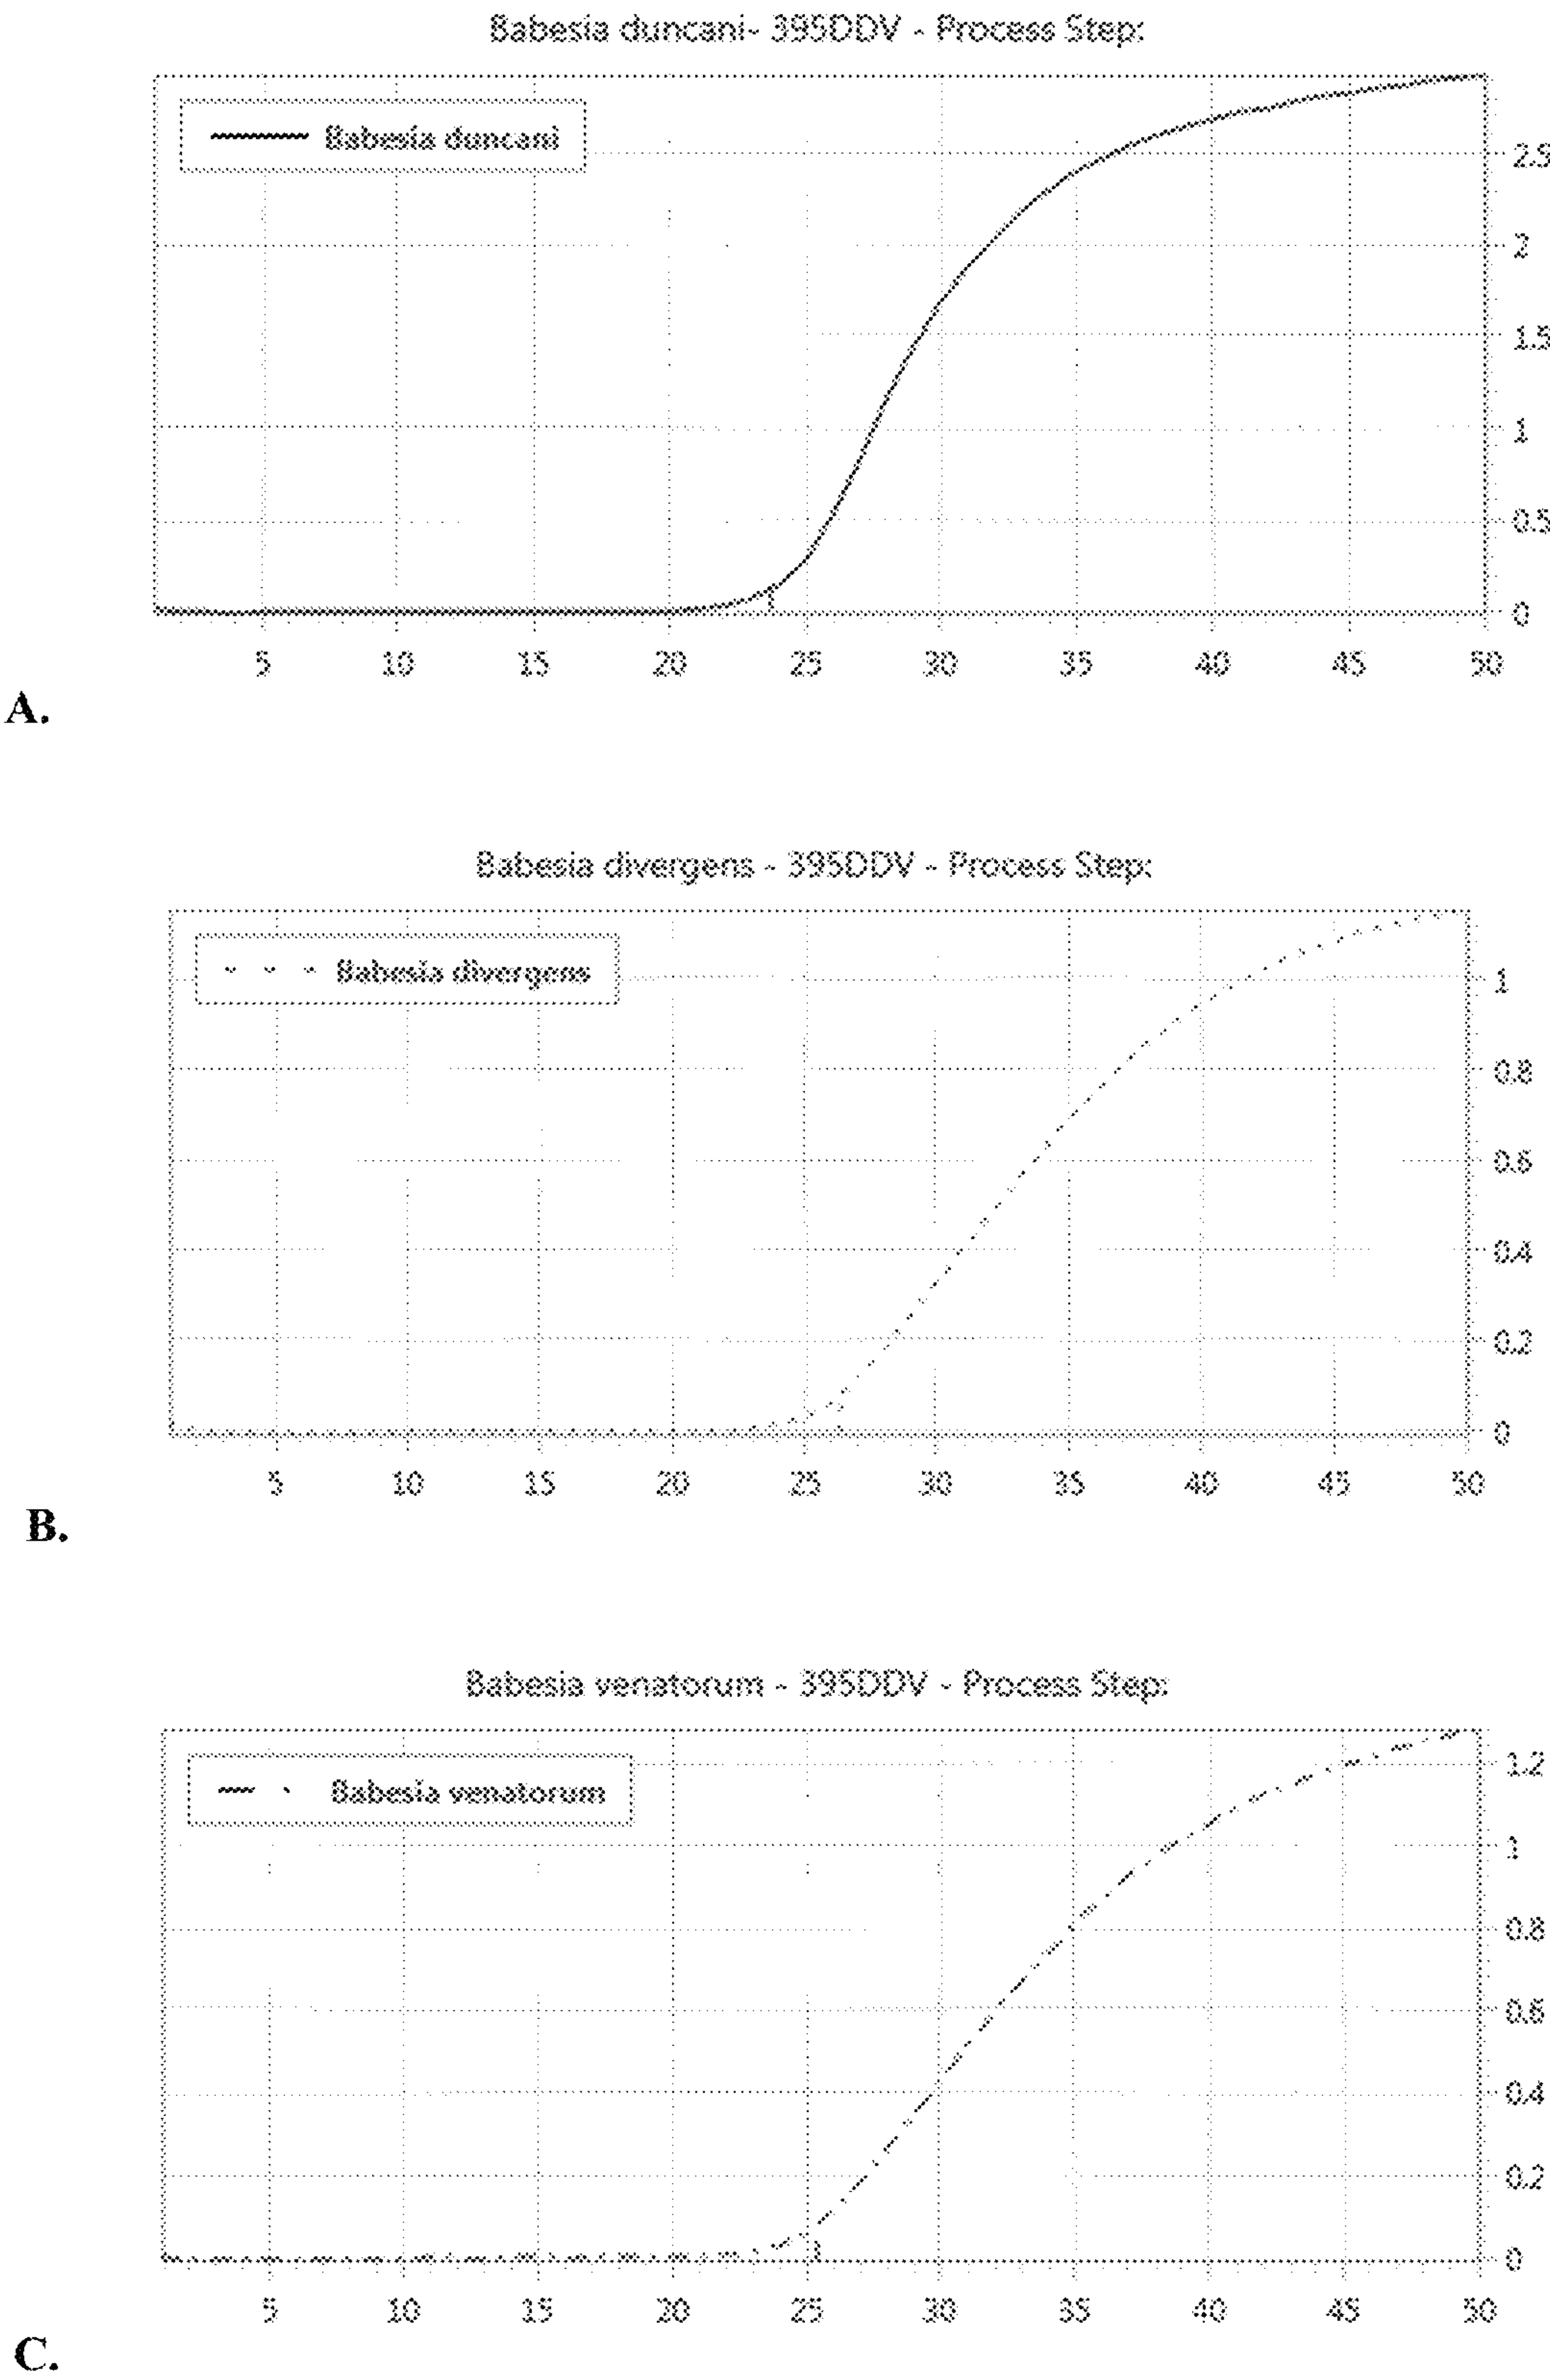 Babesia duncani- 395DDV - Process Step:
Babesia duncani
2.5
2
1.5
1
0.5
0
5 10 15 20 25 30 35 40 45 50
A.
Babesia divergens - 395DDV - Process Step:
Babesia divergens
1
0.8
0.6
0.4
0.2
0
5 10 15 20 25 30 35 40 45 50
B.
Babesia venatorum - 395DDV - Process Step:
Babesia venatorum
1.2
1
0.8
0.6
0.4
0.2
0
5 10 15 20 25 30 35 40 45 50
C.